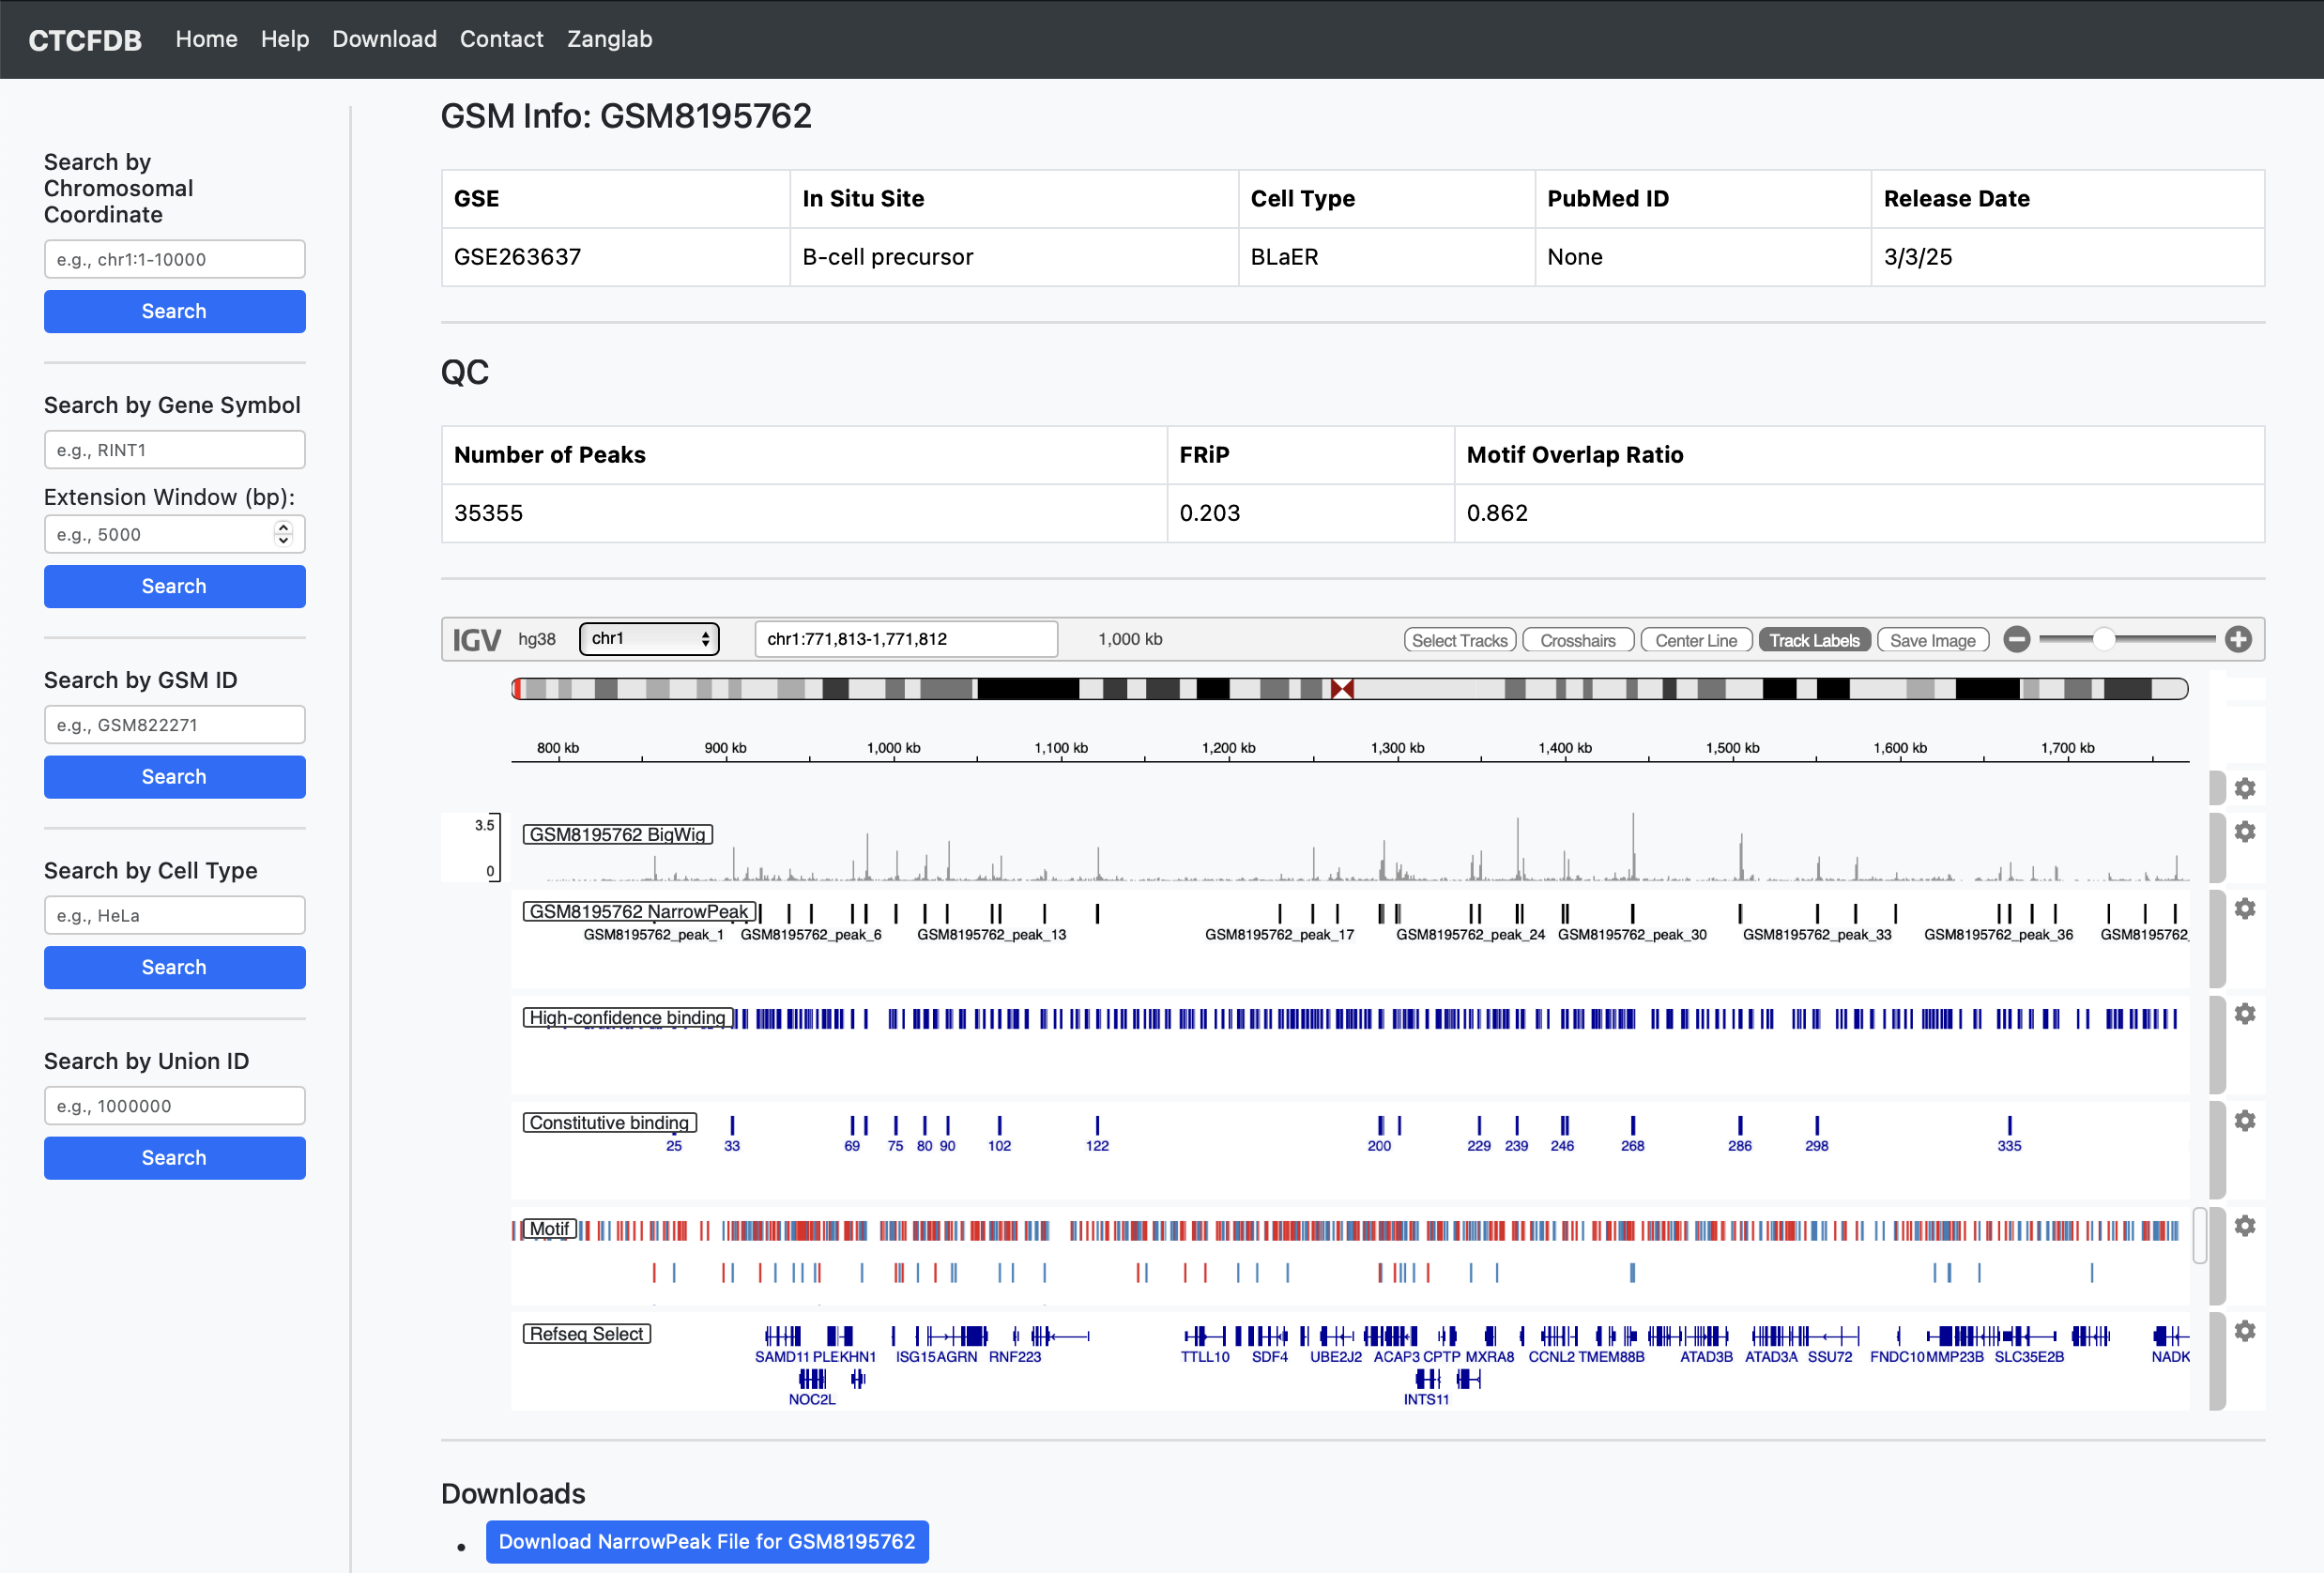 CTCFDB Home Help Download Contact Zanglab
Search by
Chromosomal
Coordinate
e.g., chr1:1-10000
Search
Search by Gene Symbol
e.g., RINT1
Extension Window (bp):
e.g., 5000
Search
Search by GSM ID
e.g., GSM822271
Search
Search by Cell Type
e.g., HeLa
Search
Search by Union ID
e.g., 1000000
Search
GSM Info: GSM8195762
GSE In Situ Site Cell Type PubMed ID Release Date
GSE263637 B-cell precursor BLaER None 3/3/25
QC
Number of Peaks FRiP Motif Overlap Ratio
35355 0.203 0.862
IGV hg38 chr1 chr1:771,813-1,771,812 1,000 kb Select Tracks Crosshairs Center Line Track Labels Save Image
800 kb 900 kb 1,000 kb 1,100 kb 1,200 kb 1,300 kb 1,400 kb 1,500 kb 1,600 kb 1,700 kb
3.5
GSM8195762 BigWig
0
GSM8195762 NarrowPeak
GSM8195762_peak_1 GSM8195762_peak_6 GSM8195762_peak_13 GSM8195762_peak_17 GSM8195762_peak_24 GSM8195762_peak_30 GSM8195762_peak_33 GSM8195762_peak_36 GSM8195762_
High-confidence binding
Constitutive binding
25 33 69 75 80 90 102 122 200 229 239 246 268 286 298 335
Motif
Refseq Select
SAMD11 PLEKHN1 ISG15 AGRN RNF223 TTLL10 SDF4 UBE2J2 ACAP3 CPTP MXRA8 CCNL2 TMEM88B ATAD3B ATAD3A SSU72 FNDC10 MMP23B SLC35E2B NADK
NOC2L INTS11
Downloads
Download NarrowPeak File for GSM8195762